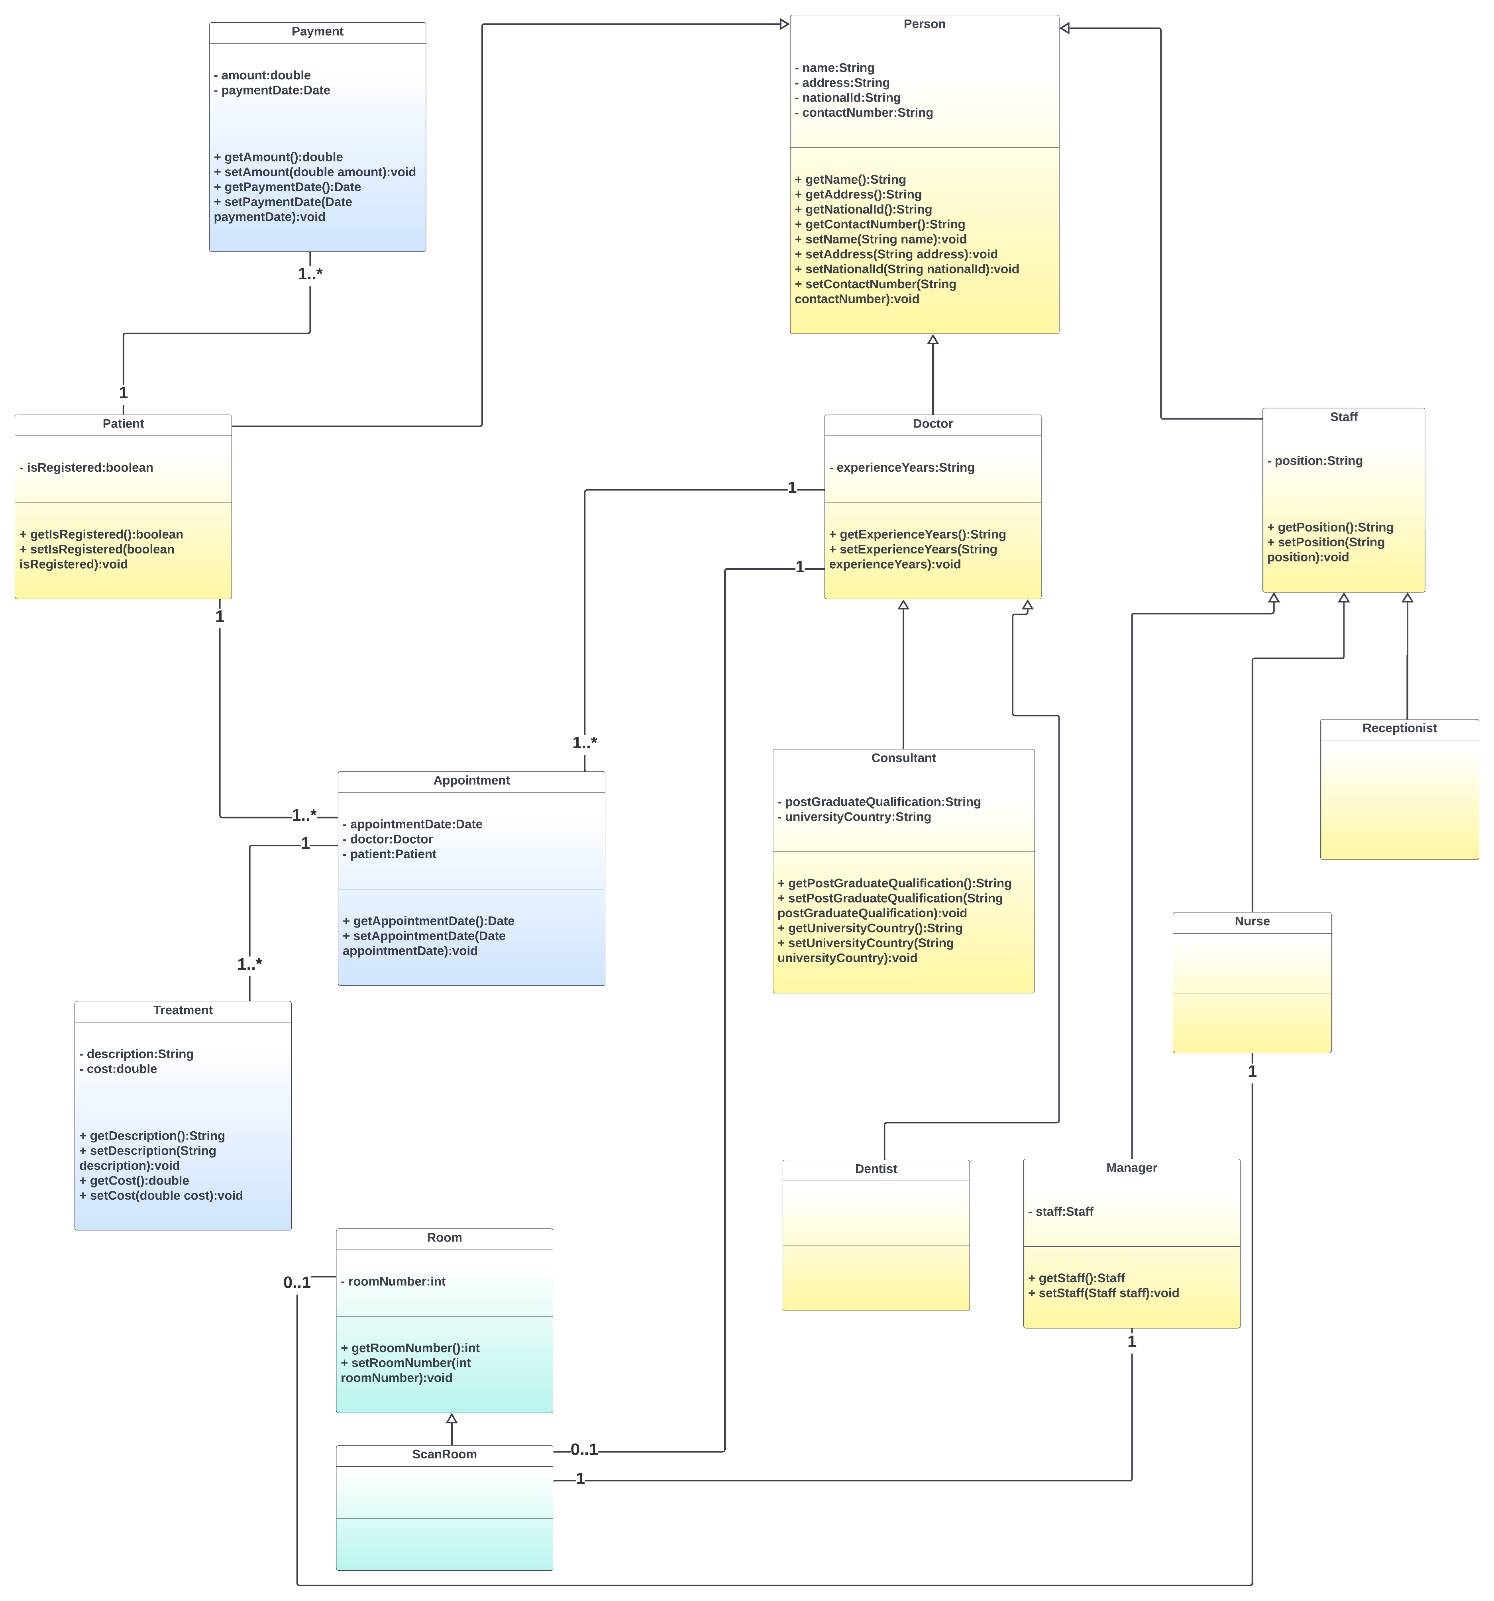 Payment
- amount:double
- paymentDate:Date
+ getAmount():double
+ setAmount(double amount):void
+ getPaymentDate():Date
+ setPaymentDate(Date
paymentDate):void
1..*
1
Person
- name:String
- address:String
- nationalId:String
- contactNumber:String
+ getName():String
+ getAddress():String
+ getNationalId():String
+ getContactNumber():String
+ setName(String name):void
+ setAddress(String address):void
+ setNationalId(String nationalId):void
+ setContactNumber(String
contactNumber):void
Patient
- isRegistered:boolean
+ getIsRegistered():boolean
+ setIsRegistered(boolean
isRegistered):void
1
1..*
Doctor
- experienceYears:String
+ getExperienceYears():String
+ setExperienceYears(String
experienceYears):void
1
1
1..*
Staff
- position:String
+ getPosition():String
+ setPosition(String
position):void
Receptionist
Appointment
- appointmentDate:Date
- doctor:Doctor
- patient:Patient
+ getAppointmentDate():Date
+ setAppointmentDate(Date
appointmentDate):void
1
1..*
Consultant
- postGraduateQualification:String
- universityCountry:String
+ getPostGraduateQualification():String
+ setPostGraduateQualification(String
postGraduateQualification):void
+ getUniversityCountry():String
+ setUniversityCountry(String
universityCountry):void
Nurse
1
Treatment
- description:String
- cost:double
+ getDescription():String
+ setDescription(String
description):void
+ getCost():double
+ setCost(double cost):void
Dentist
Manager
- staff:Staff
+ getStaff():Staff
+ setStaff(Staff staff):void
1
Room
- roomNumber:int
+ getRoomNumber():int
+ setRoomNumber(int
roomNumber):void
0..1
ScanRoom
0..1
1